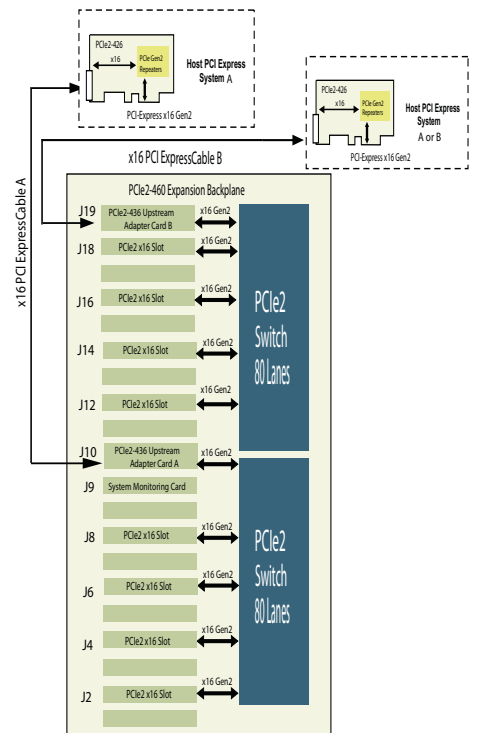 PCIe2-426
x16
PCIe Gen2
Repeaters
Host PCI Express
System A
PCI-Express x16 Gen2
PCIe2-426
x16
PCIe Gen2
Repeaters
Host PCI Express
System
A or B
PCI-Express x16 Gen2
x16 PCI ExpressCable B
x16 PCI ExpressCable A
PCIe2-460 Expansion Backplane
J19
PCIe2-436 Upstream
Adapter Card B
x16 Gen2
J18
PCIe2 x16 Slot
x16 Gen2
J16
PCIe2 x16 Slot
x16 Gen2
J14
PCIe2 x16 Slot
x16 Gen2
J12
PCIe2 x16 Slot
x16 Gen2
PCIe2
Switch
80 Lanes
J10
PCIe2-436 Upstream
Adapter Card A
x16 Gen2
J9
System Monitoring Card
J8
PCIe2 x16 Slot
x16 Gen2
J6
PCIe2 x16 Slot
x16 Gen2
J4
PCIe2 x16 Slot
x16 Gen2
J2
PCIe2 x16 Slot
x16 Gen2
PCIe2
Switch
80 Lanes